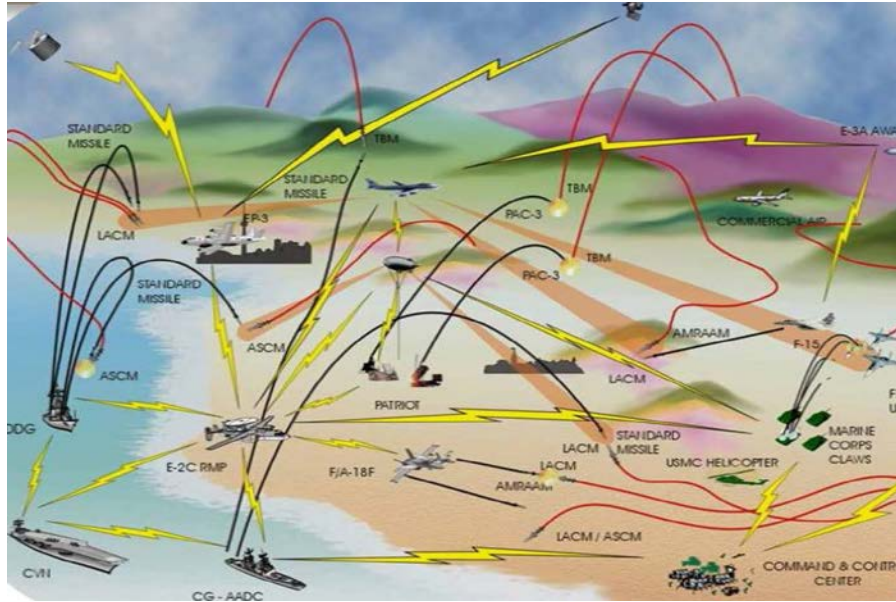 STANDARD
MISSILE
TBM
E-3A AWA
STANDARD
MISSILE
EP-3
TBM
PAC-3
LACM
COMMERCIAL AIR
TBM
PAC-3
STANDARD
MISSILE
AMRAAM
F-15
ASCM
LACM
ASCM
F
U
PATRIOT
DDG
STANDARD
MISSILE
LACM
MARINE
CORPS
CLAWS
E-2C RMP
F/A-18F
LACM
AMRAAM
USMC HELICOPTER
LACM / ASCM
CVN
CG - AADC
COMMAND & CONTR
CENTER